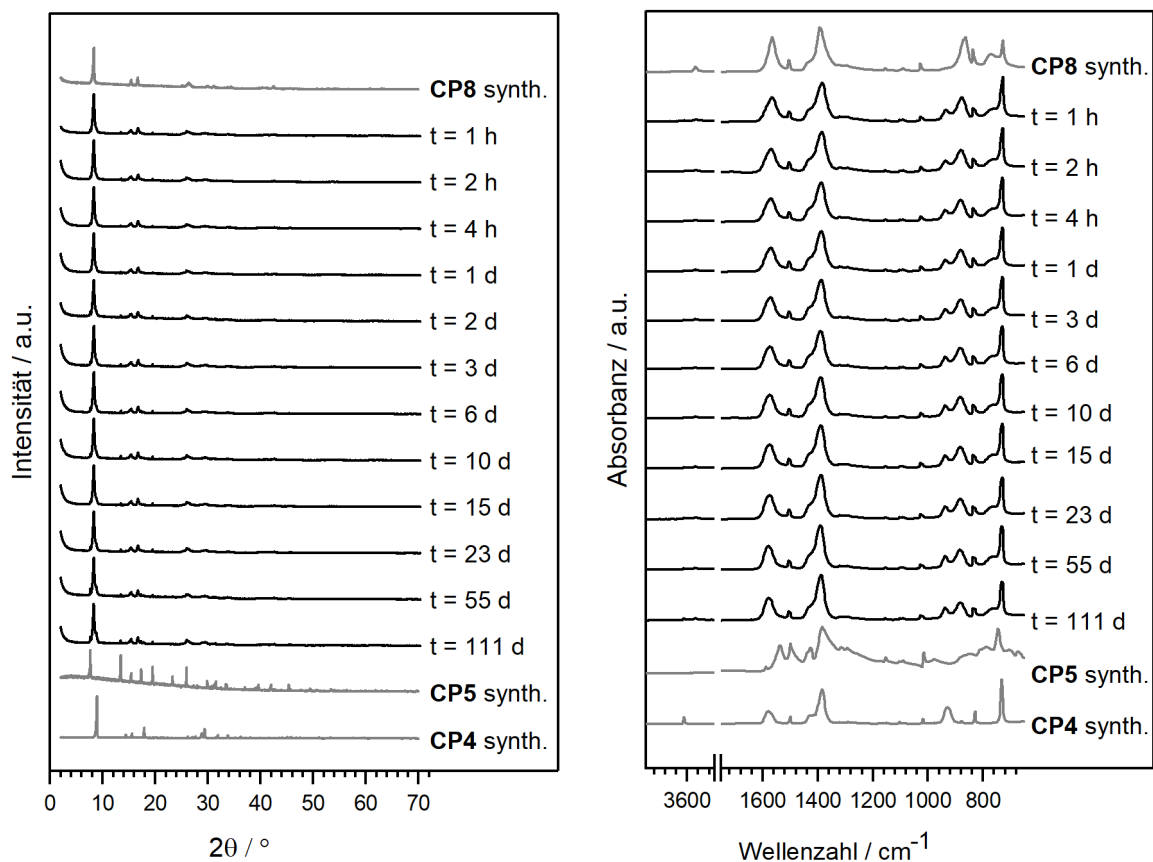 Intensität / a.u.
CP8 synth.
t = 1 h
t = 2 h
t = 4 h
t = 1 d
t = 2 d
t = 3 d
t = 6 d
t = 10 d
t = 15 d
t = 23 d
t = 55 d
t = 111 d
CP5 synth.
CP4 synth.
0 10 20 30 40 50 60 70
2θ / °
Absorbanz / a.u.
CP8 synth.
t = 1 h
t = 2 h
t = 4 h
t = 1 d
t = 3 d
t = 6 d
t = 10 d
t = 15 d
t = 23 d
t = 55 d
t = 111 d
CP5 synth.
CP4 synth.
3600 1600 1400 1000 800
Wellenzahl / cm⁻¹